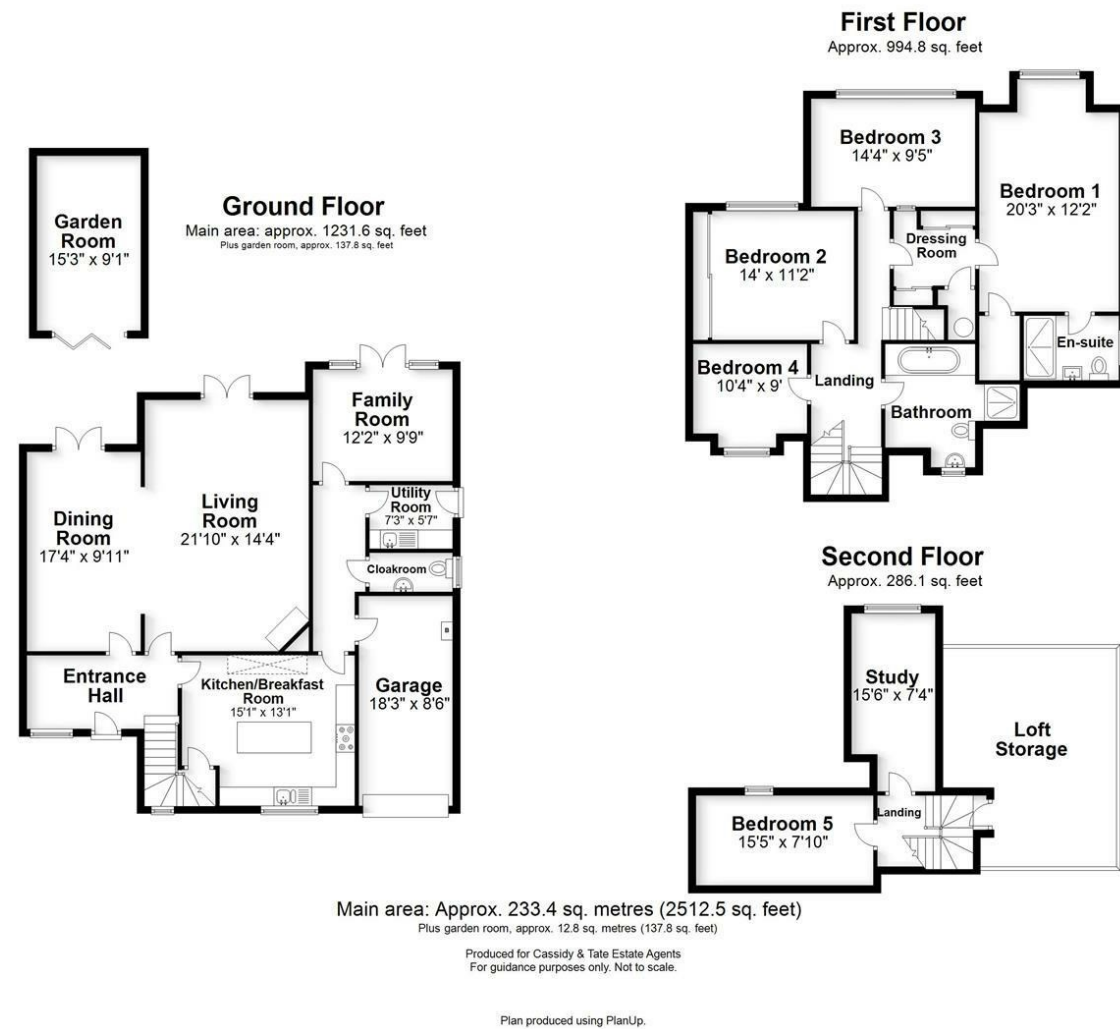 First Floor
Approx. 994.8 sq. feet
Bedroom 3
14'4" x 9'5"
Bedroom 1
20'3" x 12'2"
Dressing
Room
Bedroom 2
14' x 11'2"
En-suite
Bedroom 4
10'4" x 9'
Landing
Bathroom
Ground Floor
Main area: approx. 1231.6 sq. feet
Plus garden room, approx. 137.8 sq. feet
Garden
Room
15'3" x 9'1"
Family
Room
12'2" x 9'9"
Living
Room
21'10" x 14'4"
Dining
Room
17'4" x 9'11"
Utility
Room
7'3" x 5'7"
Cloakroom
Entrance
Hall
Kitchen/Breakfast
Room
15'1" x 13'1"
Garage
18'3" x 8'6"
Second Floor
Approx. 286.1 sq. feet
Study
15'6" x 7'4"
Loft
Storage
Landing
Bedroom 5
15'5" x 7'10"
Main area: Approx. 233.4 sq. metres (2512.5 sq. feet)
Plus garden room, approx. 12.8 sq. metres (137.8 sq. feet)
Produced for Cassidy & Tate Estate Agents
For guidance purposes only. Not to scale.
Plan produced using PlanUp.